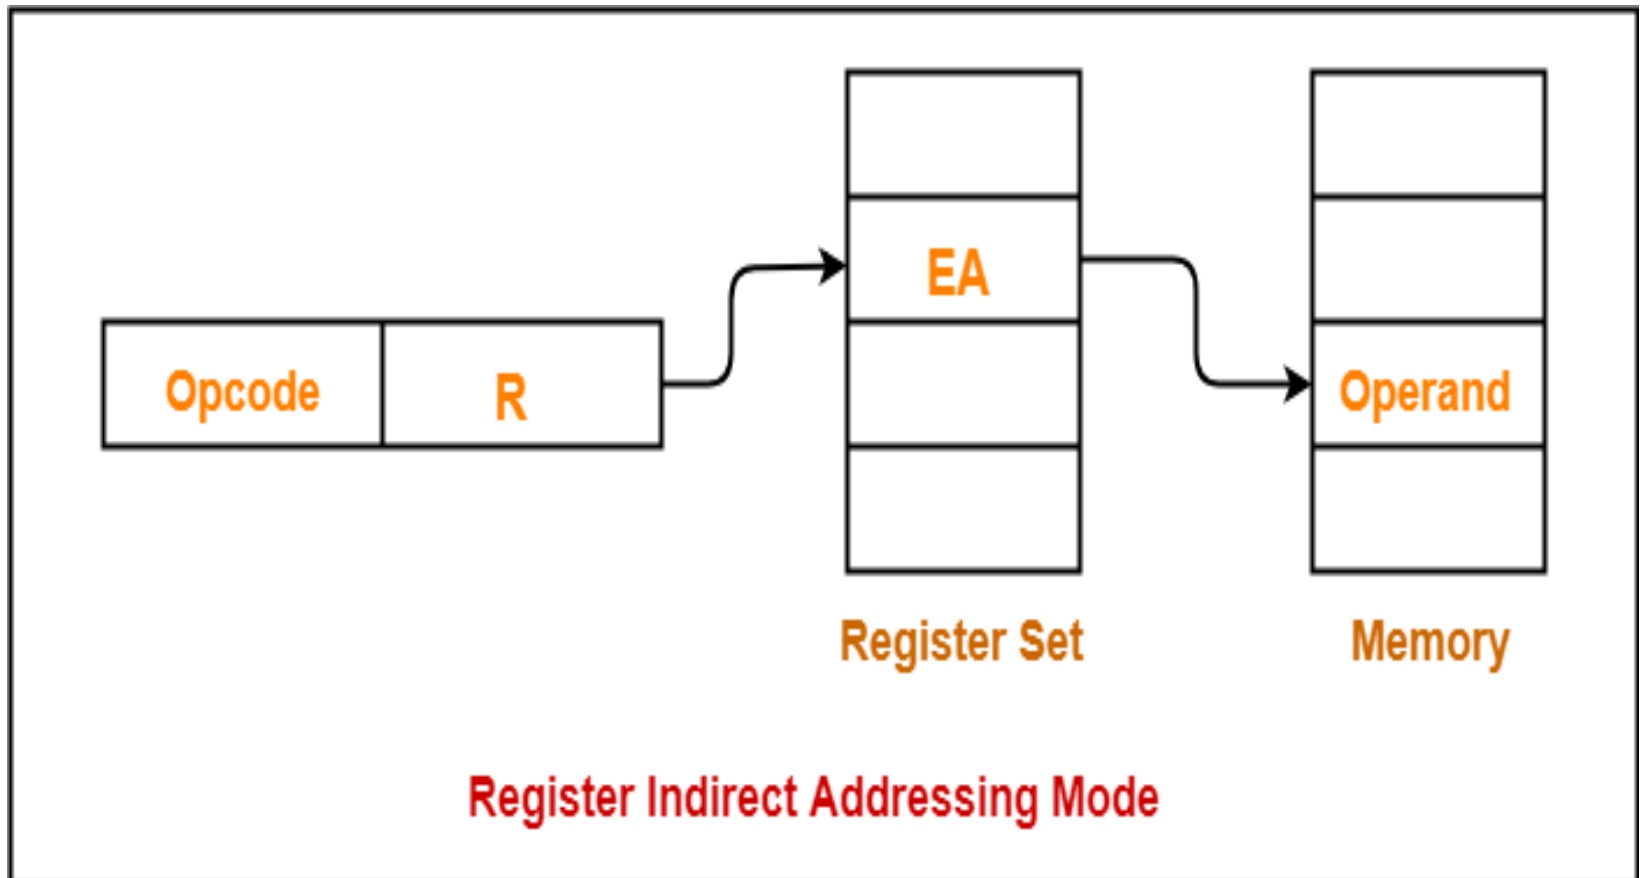 EA
Opcode
R
Operand
Register Set
Memory
Register Indirect Addressing Mode